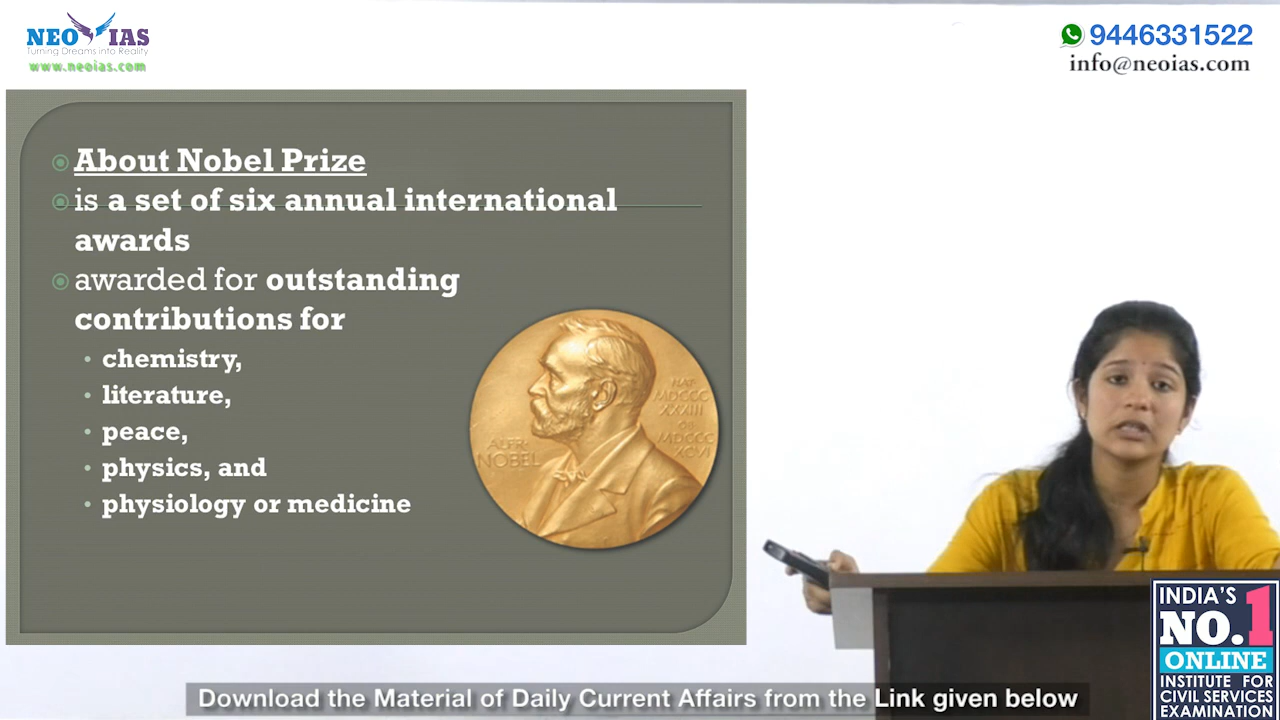 NEO IAS
Turning Dreams into Reality
www.neoias.com
9446331522
info@neoias.com
About Nobel Prize
is a set of six annual international
awards
awarded for outstanding
contributions for
chemistry,
literature,
peace,
physics, and
physiology or medicine
ALFR·
NOBEL
NAT·
MDCCC
XXXIII
OB·
MDCCC
XCVI
INDIA'S
NO.1
ONLINE
INSTITUTE FOR
CIVIL SERVICES
EXAMINATION
Download the Material of Daily Current Affairs from the Link given below